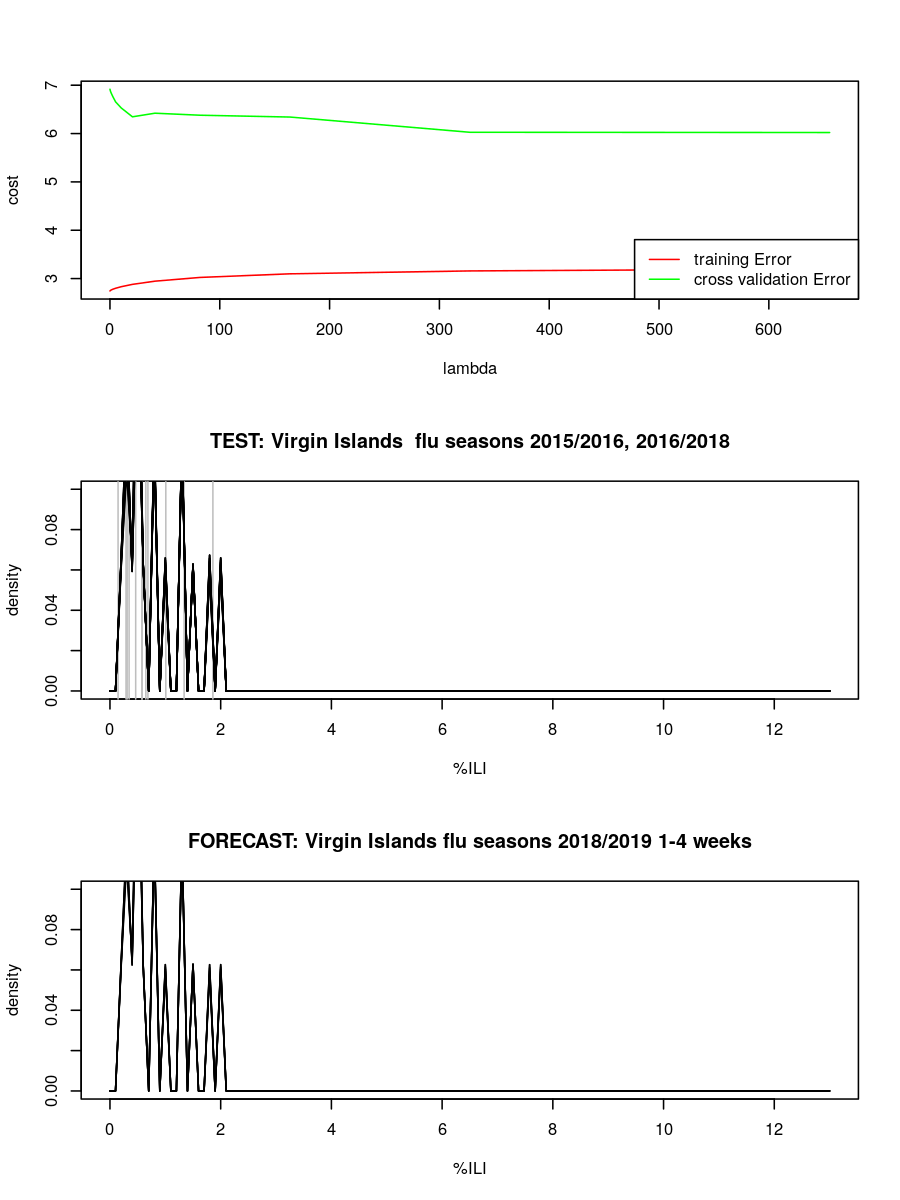 7
6
5
4
3
cost
training Error
cross validation Error
0 100 200 300 400 500 600
lambda
TEST: Virgin Islands  flu seasons 2015/2016, 2016/2018
0.08
0.04
0.00
density
0 2 4 6 8 10 12
%ILI
FORECAST: Virgin Islands flu seasons 2018/2019 1-4 weeks
0.08
0.04
0.00
density
0 2 4 6 8 10 12
%ILI